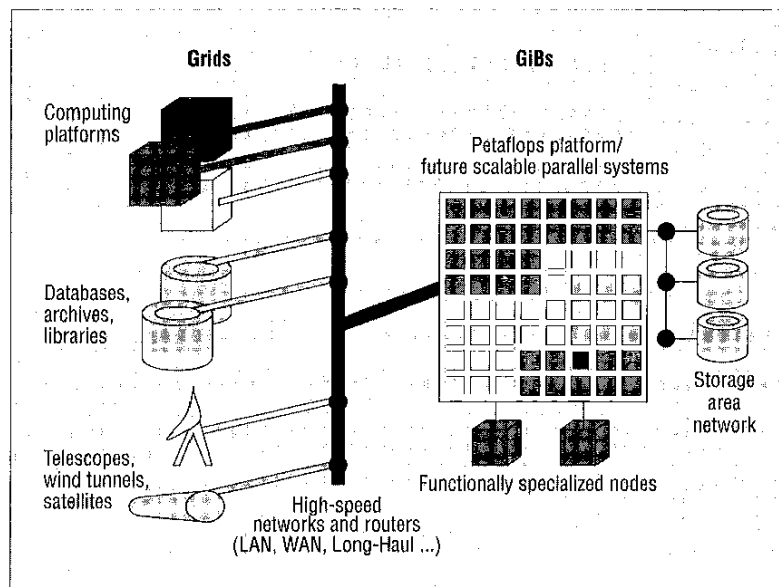 Grids
GiBs
Computing
platforms
Petaflops platform/
future scalable parallel systems
Databases,
archives,
libraries
Storage
area
network
Telescopes,
wind tunnels,
satellites
Functionally specialized nodes
High-speed
networks and routers
(LAN, WAN, Long-Haul ...)